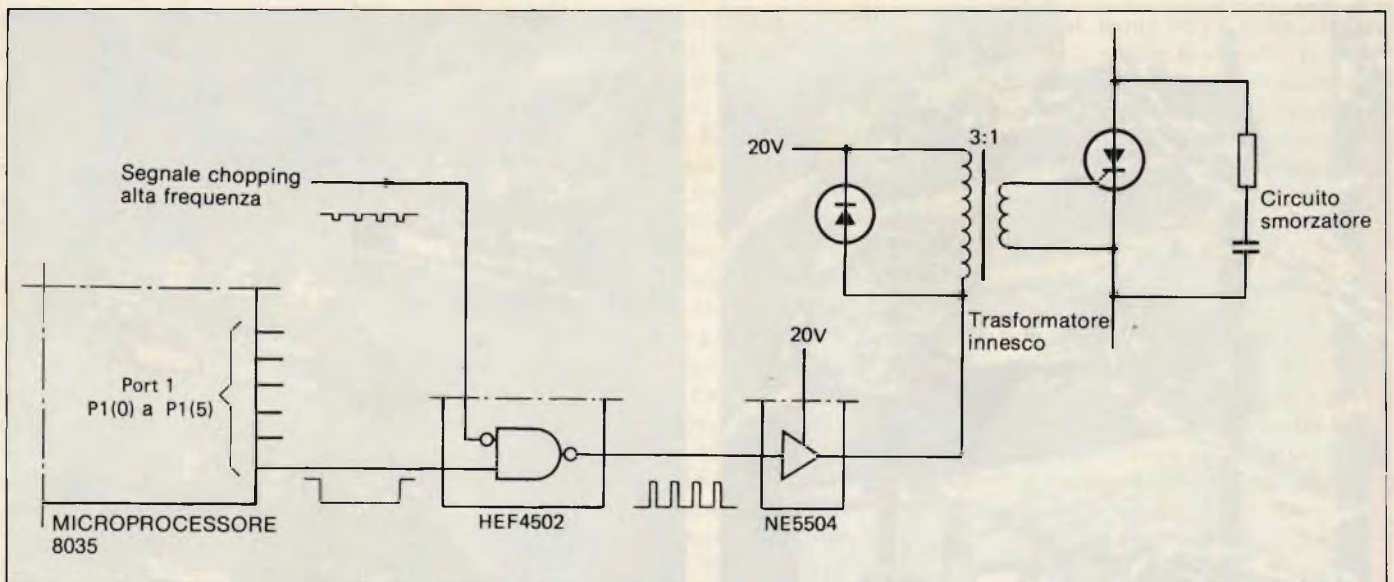 Segnale chopping
alta frequenza
20V
3:1
Circuito
smorzatore
Port 1
P1(0) a P1(5)
20V
Trasformatore
innesco
MICROPROCESSORE
8035
HEF4502
NE5504